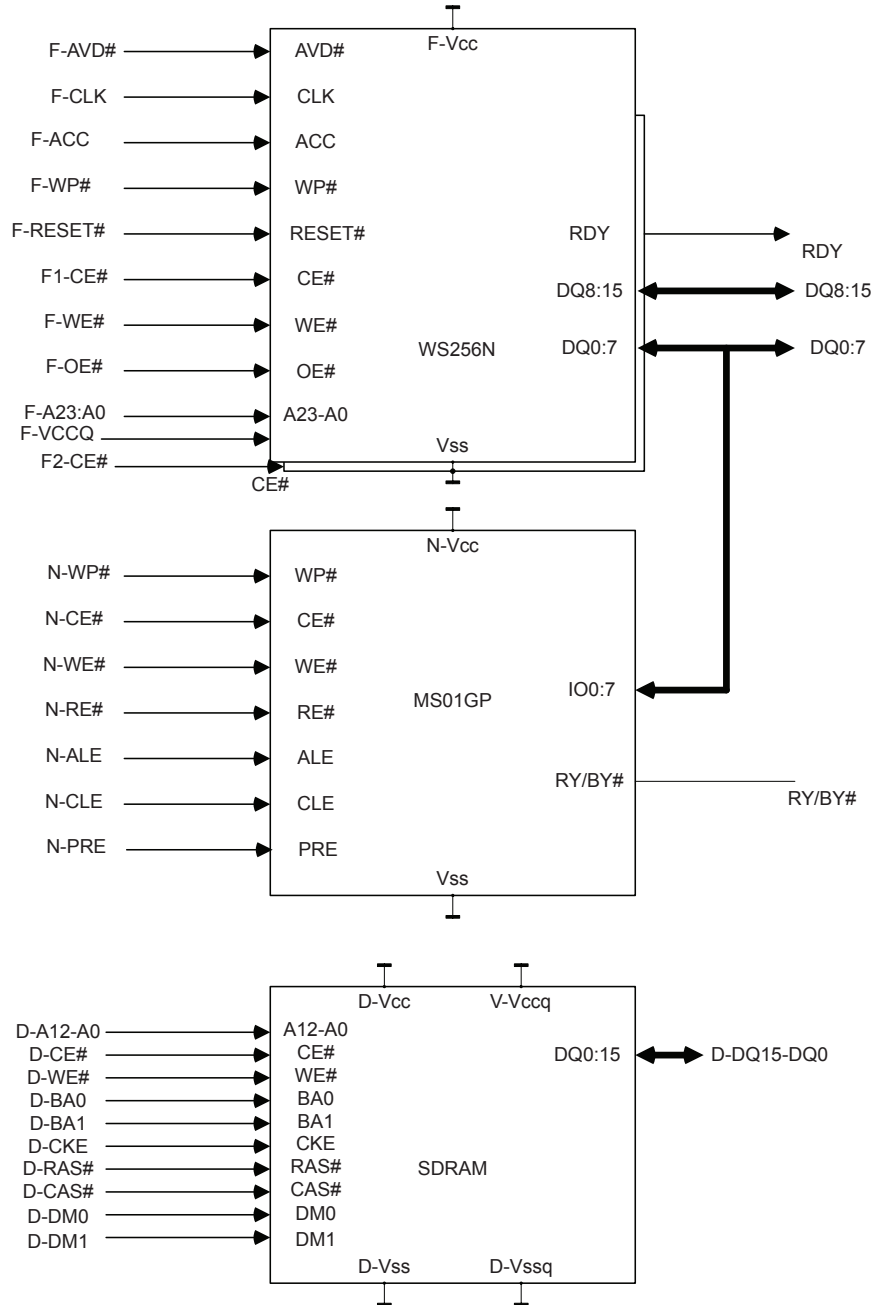 F-Vcc
F-AVD# AVD#
F-CLK CLK
F-ACC ACC
F-WP# WP#
F-RESET# RESET# RDY
RDY
F1-CE# CE#
DQ8:15 DQ8:15
F-WE# WE#
WS256N DQ0:7 DQ0:7
F-OE# OE#
F-A23:A0 A23-A0
F-VCCQ
Vss
F2-CE#
CE#
N-Vcc
N-WP# WP#
N-CE# CE#
N-WE# WE#
MS01GP IO0:7
N-RE# RE#
N-ALE ALE
RY/BY#
RY/BY#
N-CLE CLE
N-PRE PRE
Vss
D-Vcc V-Vccq
D-A12-A0 A12-A0
D-CE# CE# DQ0:15 D-DQ15-DQ0
D-WE# WE#
D-BA0 BA0
D-BA1 BA1
D-CKE CKE
D-RAS# RAS# SDRAM
D-CAS# CAS#
D-DM0 DM0
D-DM1 DM1
D-Vss D-Vssq